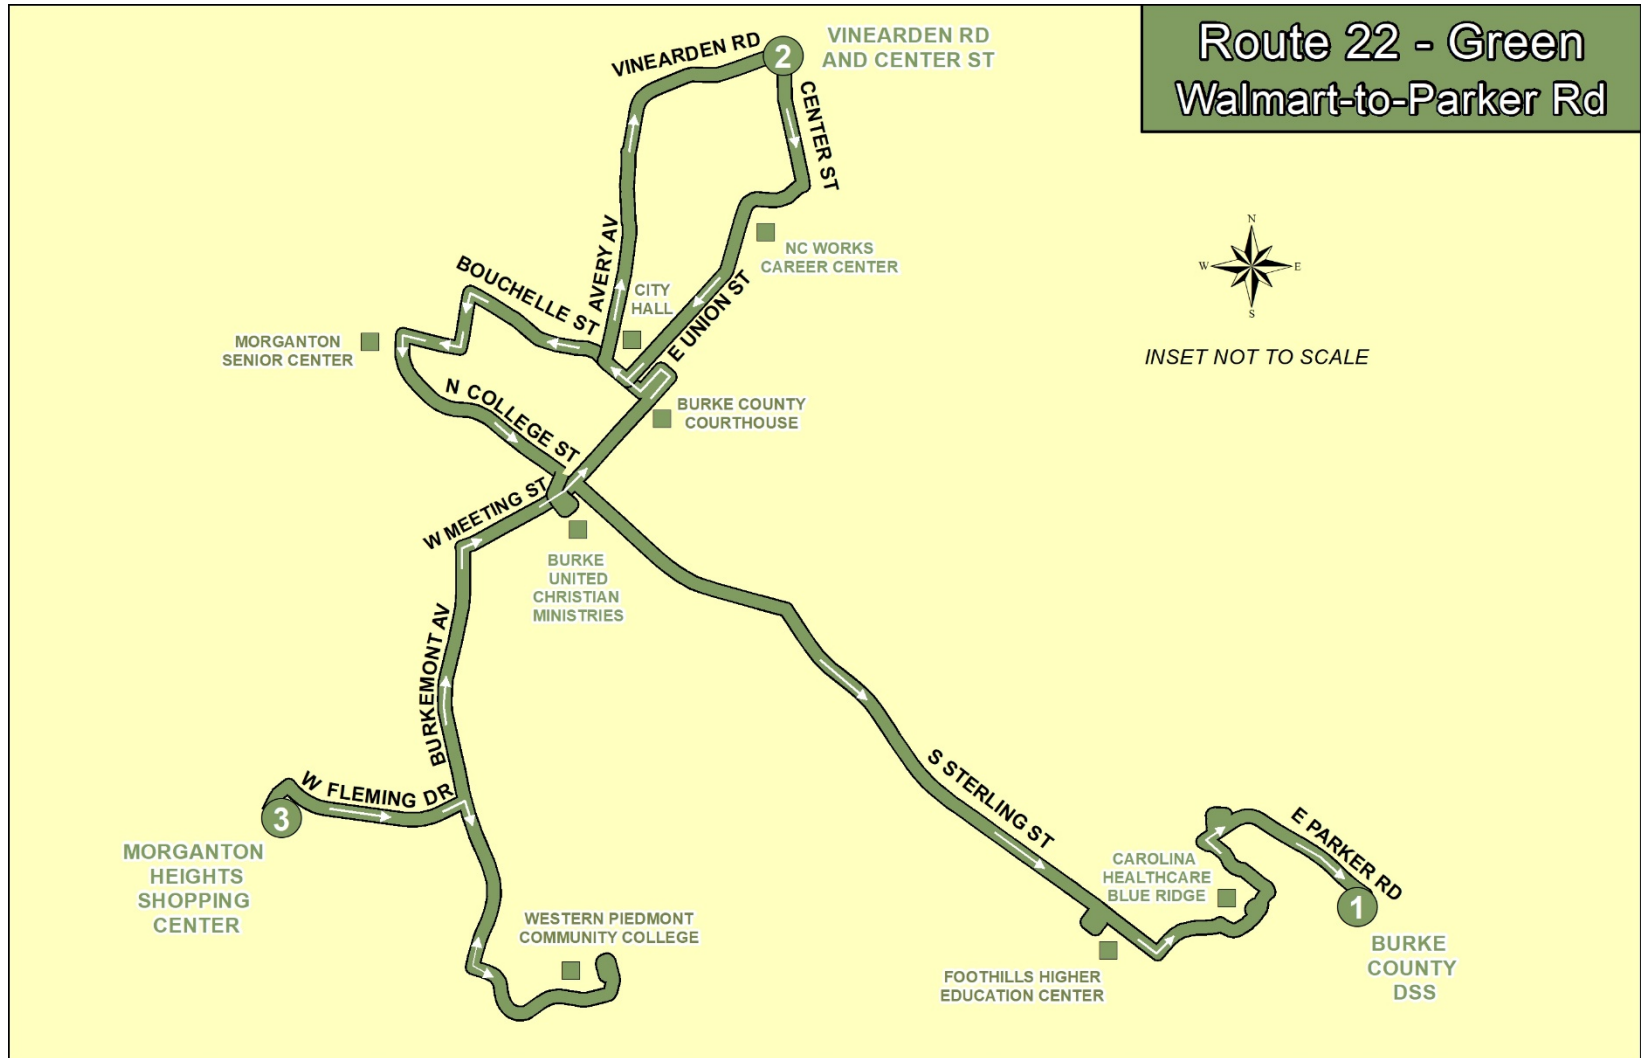 Route 22 - Green
Walmart-to-Parker Rd
VINEARDEN RD
2
VINEARDEN RD
AND CENTER ST
CENTER ST
N
W
E
S
INSET NOT TO SCALE
NC WORKS
CAREER CENTER
AVERY AV
BOUCHELLE ST
CITY
HALL
E UNION ST
MORGANTON
SENIOR CENTER
N COLLEGE ST
BURKE COUNTY
COURTHOUSE
W MEETING ST
BURKE
UNITED
CHRISTIAN
MINISTRIES
BURKEMONT AV
W FLEMING DR
3
MORGANTON
HEIGHTS
SHOPPING
CENTER
WESTERN PIEDMONT
COMMUNITY COLLEGE
S STERLING ST
E PARKER RD
CAROLINA
HEALTHCARE
BLUE RIDGE
1
BURKE
COUNTY
DSS
FOOTHILLS HIGHER
EDUCATION CENTER